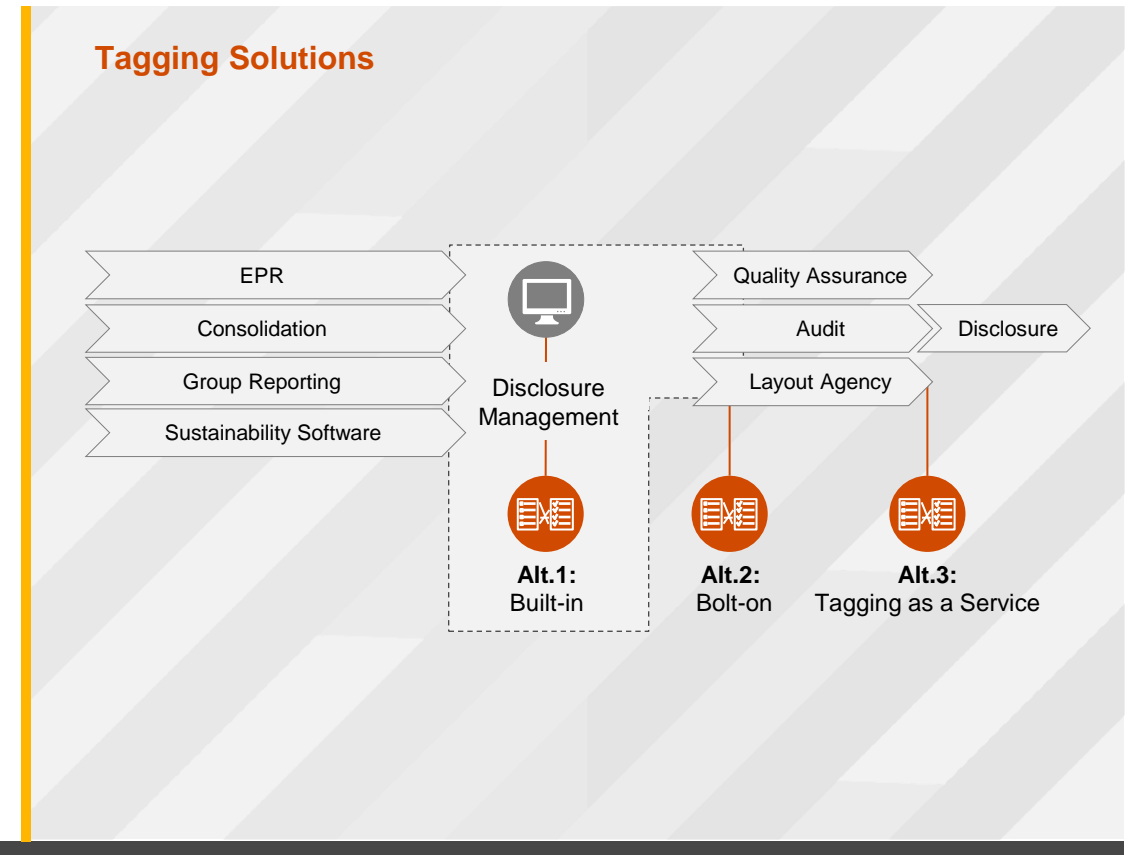 Tagging Solutions
EPR
Consolidation
Group Reporting
Sustainability Software
Disclosure
Management
Quality Assurance
Audit
Layout Agency
Disclosure
Alt.1:
Built-in
Alt.2:
Bolt-on
Alt.3:
Tagging as a Service